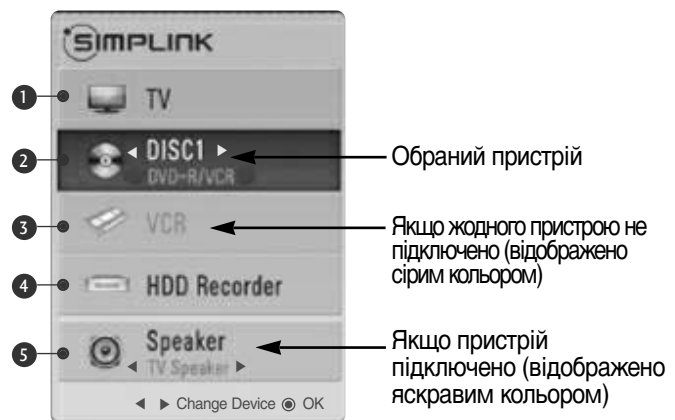 SIMPLINK
1 TV
2 DISC1
DVD-R/VCR
Обраний пристрій
3 VCR
Якщо жодного пристрою не
підключено (відображено
сірим кольором)
4 HDD Recorder
5 Speaker
TV Speaker
Якщо пристрій
підключено (відображено
яскравим кольором)
Change Device OK